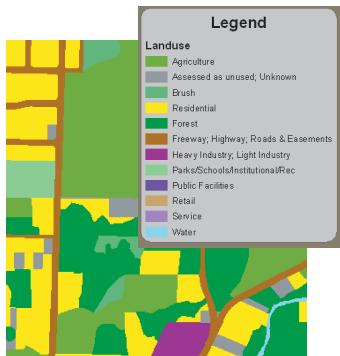 Legend
Landuse
Agriculture
Assessed as unused; Unknown
Brush
Residential
Forest
Freeway; Highway; Roads & Easements
Heavy Industry; Light Industry
Parks/Schools/Institutional/Rec
Public Facilities
Retail
Service
Water